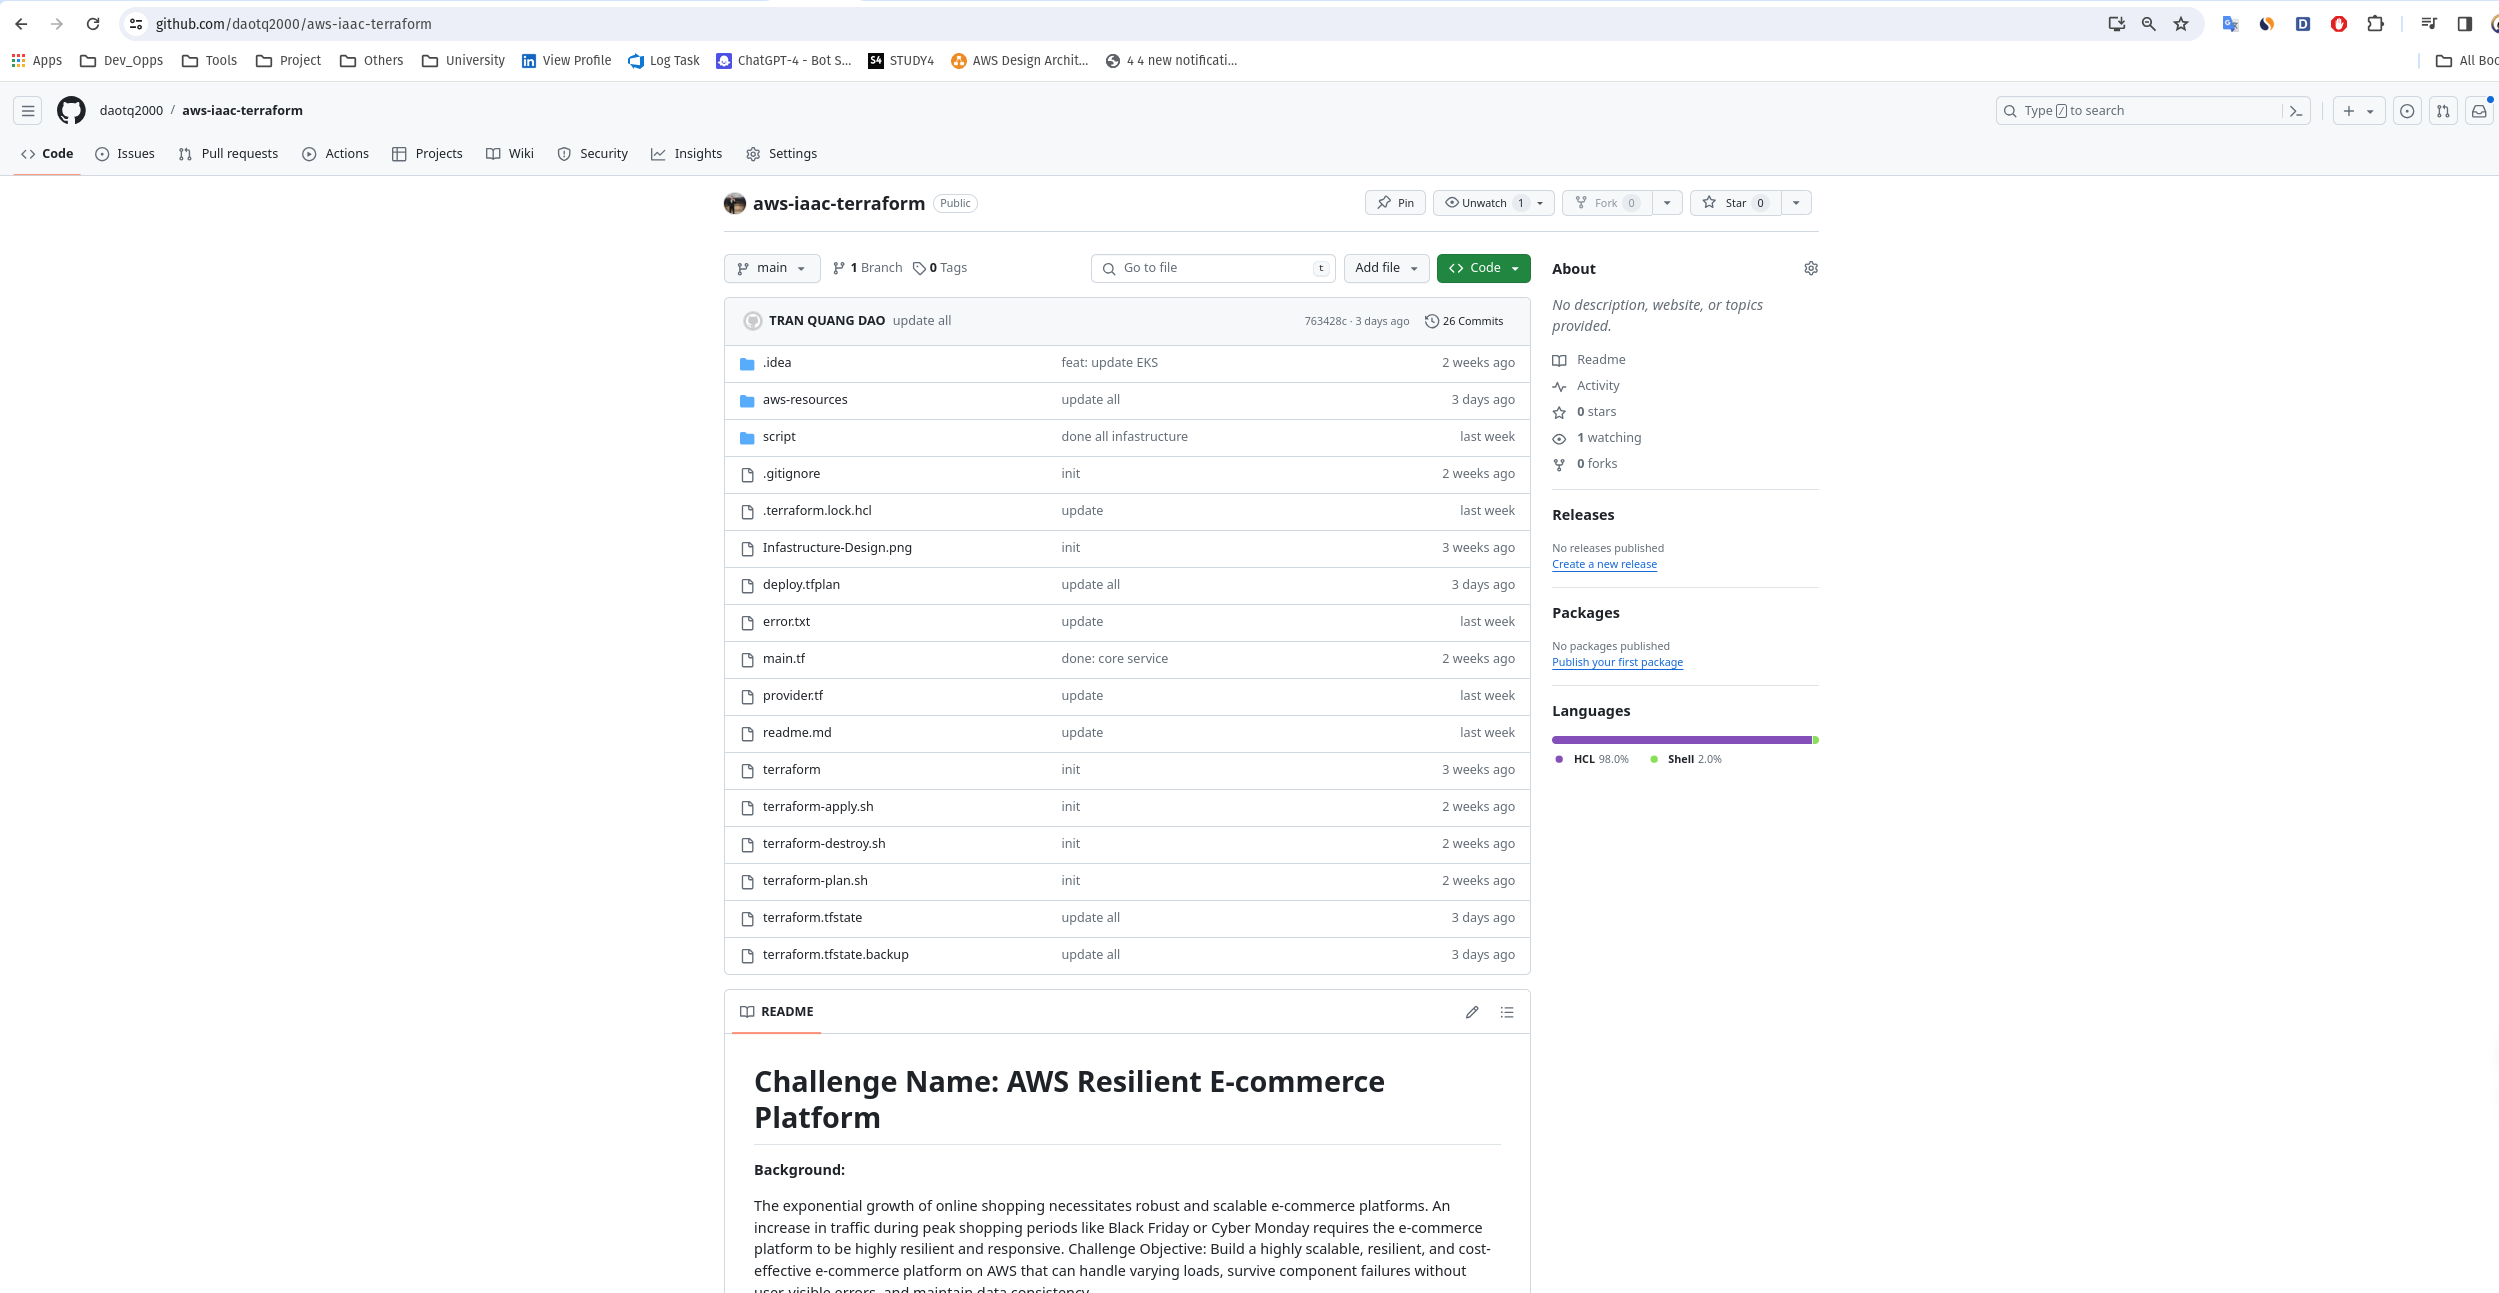 github.com/daotq2000/aws-iaac-terraform
Apps Dev_Opps Tools Project Others University View Profile Log Task ChatGPT-4 - Bot S... S4 STUDY4 AWS Design Archit... 4 4 new notificati... All Boo
daotq2000 / aws-iaac-terraform Type / to search
Code Issues Pull requests Actions Projects Wiki Security Insights Settings
aws-iaac-terraform Public Pin Unwatch 1 Fork 0 Star 0
main 1 Branch 0 Tags Go to file t Add file Code
TRAN QUANG DAO update all 763428c · 3 days ago 26 Commits
.idea feat: update EKS 2 weeks ago
aws-resources update all 3 days ago
script done all infastructure last week
.gitignore init 2 weeks ago
.terraform.lock.hcl update last week
Infastructure-Design.png init 3 weeks ago
deploy.tfplan update all 3 days ago
error.txt update last week
main.tf done: core service 2 weeks ago
provider.tf update last week
readme.md update last week
terraform init 3 weeks ago
terraform-apply.sh init 2 weeks ago
terraform-destroy.sh init 2 weeks ago
terraform-plan.sh init 2 weeks ago
terraform.tfstate update all 3 days ago
terraform.tfstate.backup update all 3 days ago
About
No description, website, or topics
provided.
Readme
Activity
0 stars
1 watching
0 forks
Releases
No releases published
Create a new release
Packages
No packages published
Publish your first package
Languages
HCL 98.0% Shell 2.0%
README
Challenge Name: AWS Resilient E-commerce
Platform
Background:
The exponential growth of online shopping necessitates robust and scalable e-commerce platforms. An
increase in traffic during peak shopping periods like Black Friday or Cyber Monday requires the e-commerce
platform to be highly resilient and responsive. Challenge Objective: Build a highly scalable, resilient, and cost-
effective e-commerce platform on AWS that can handle varying loads, survive component failures without
user-visible errors, and maintain data consistency.